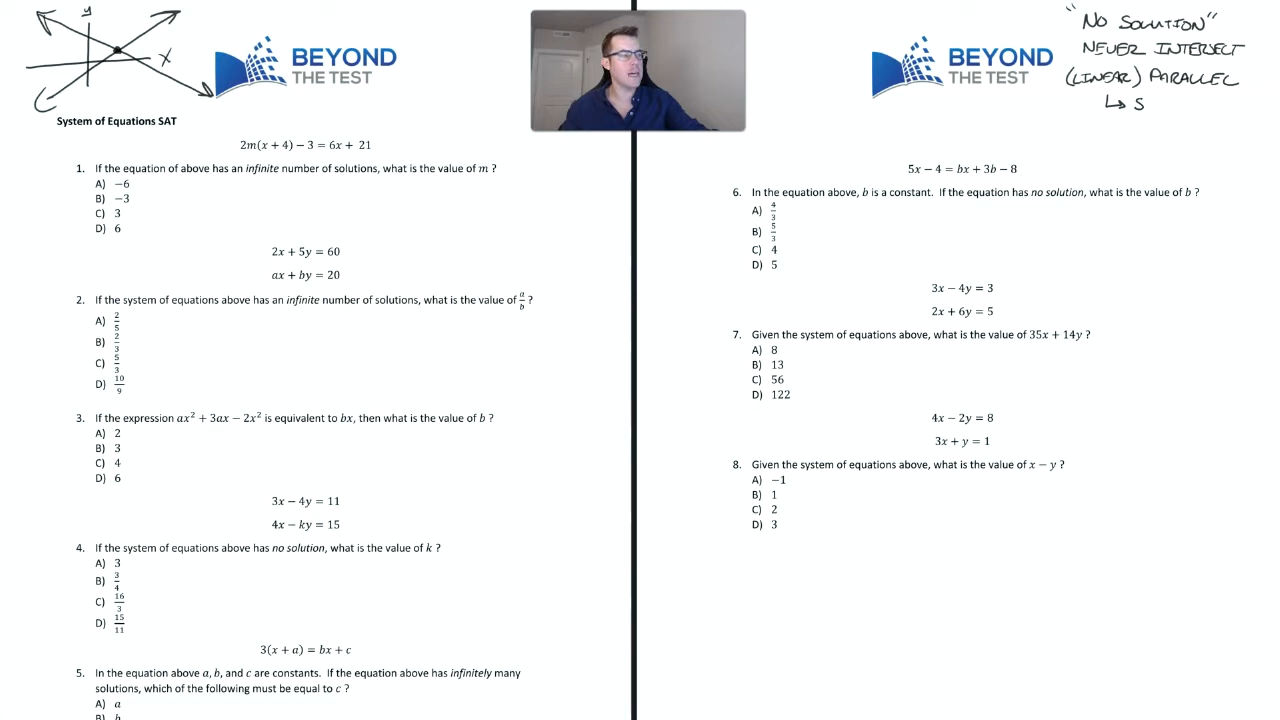 y
x
BEYOND
THE TEST
System of Equations SAT
2m(x + 4) − 3 = 6x + 21
1. If the equation of above has an infinite number of solutions, what is the value of m ?
A) −6
B) −3
C) 3
D) 6
2x + 5y = 60
ax + by = 20
2. If the system of equations above has an infinite number of solutions, what is the value of a/b ?
A) 2/5
B) 2/3
C) 5/3
D) 10/9
3. If the expression ax² + 3ax − 2x² is equivalent to bx, then what is the value of b ?
A) 2
B) 3
C) 4
D) 6
3x − 4y = 11
4x − ky = 15
4. If the system of equations above has no solution, what is the value of k ?
A) 3
B) 3/4
C) 16/3
D) 15/11
3(x + a) = bx + c
5. In the equation above a, b, and c are constants. If the equation above has infinitely many
solutions, which of the following must be equal to c ?
A) a
B) b
BEYOND
THE TEST
"NO SOLUTION"
NEVER INTERSECT
(LINEAR) PARALLEL
↳ S
5x − 4 = bx + 3b − 8
6. In the equation above, b is a constant. If the equation has no solution, what is the value of b ?
A) 4/3
B) 5/3
C) 4
D) 5
3x − 4y = 3
2x + 6y = 5
7. Given the system of equations above, what is the value of 35x + 14y ?
A) 8
B) 13
C) 56
D) 122
4x − 2y = 8
3x + y = 1
8. Given the system of equations above, what is the value of x − y ?
A) −1
B) 1
C) 2
D) 3